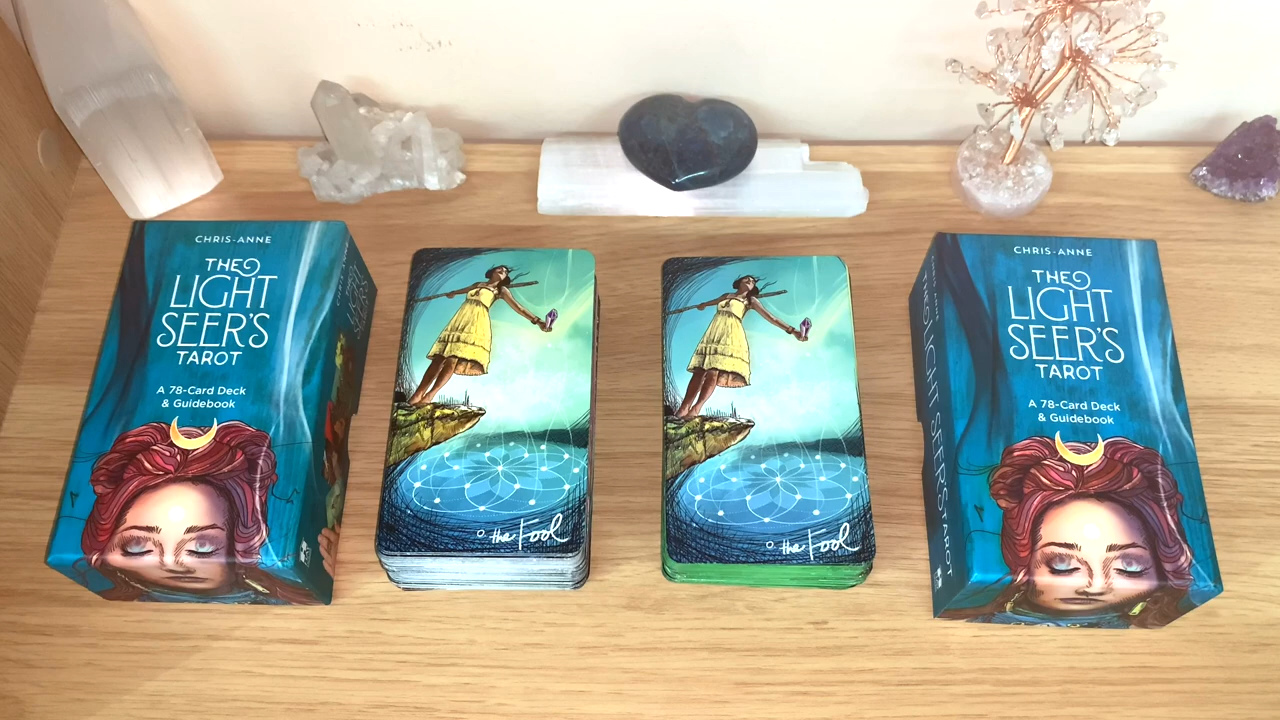 CHRIS-ANNE
THE
LIGHT
SEER'S
TAROT
A 78-Card Deck
& Guidebook
0 the Fool
0 the Fool
CHRIS-ANNE
THE
LIGHT
SEER'S
TAROT
A 78-Card Deck
& Guidebook
THE LIGHT SEER'S TAROT